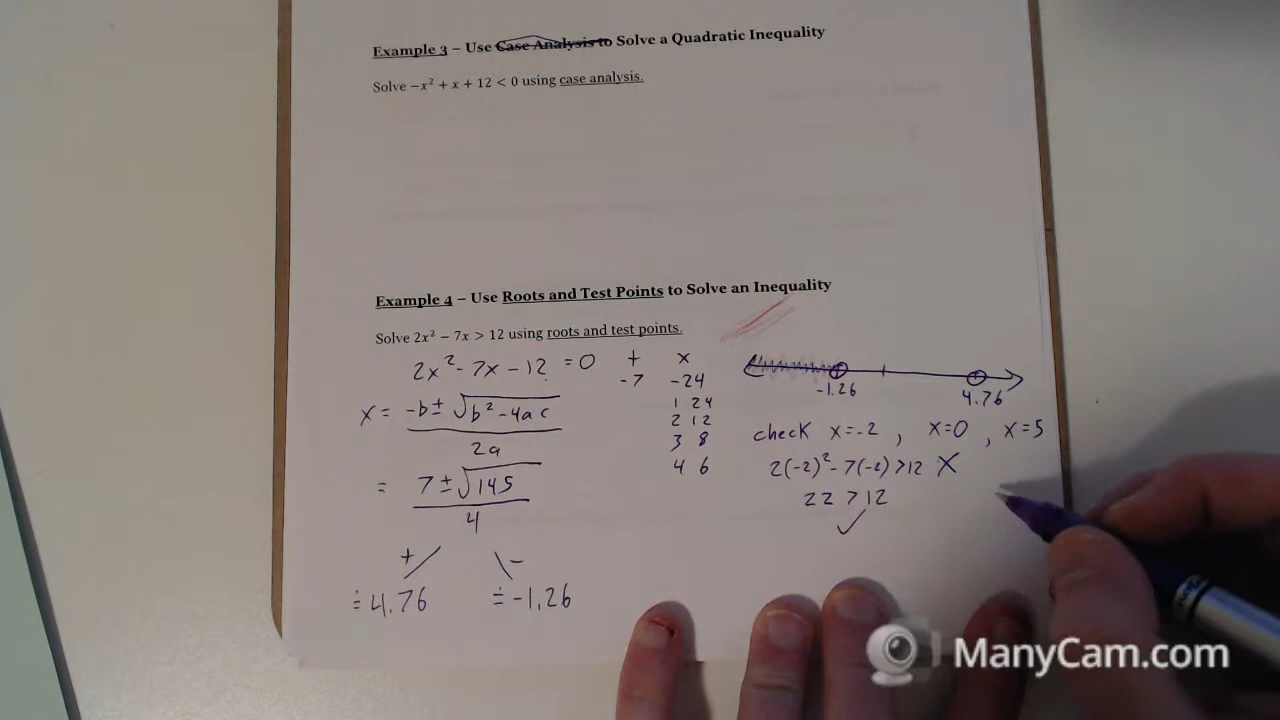 Example 3 – Use Case Analysis to Solve a Quadratic Inequality
Solve −x² + x + 12 < 0 using case analysis.
Example 4 – Use Roots and Test Points to Solve an Inequality
Solve 2x² − 7x > 12 using roots and test points.
2x² - 7x - 12 = 0
x = -b ± √b² - 4ac
2a
= 7 ± √145
4
+ -
≐ 4.76 ≐ -1.26
+ x
-7 -24
1 24
2 12
3 8
4 6
-1.26 4.76
check x=-2 , x=0 , x=5
2(-2)² - 7(-2) > 12 X
22 > 12
✓
ManyCam.com